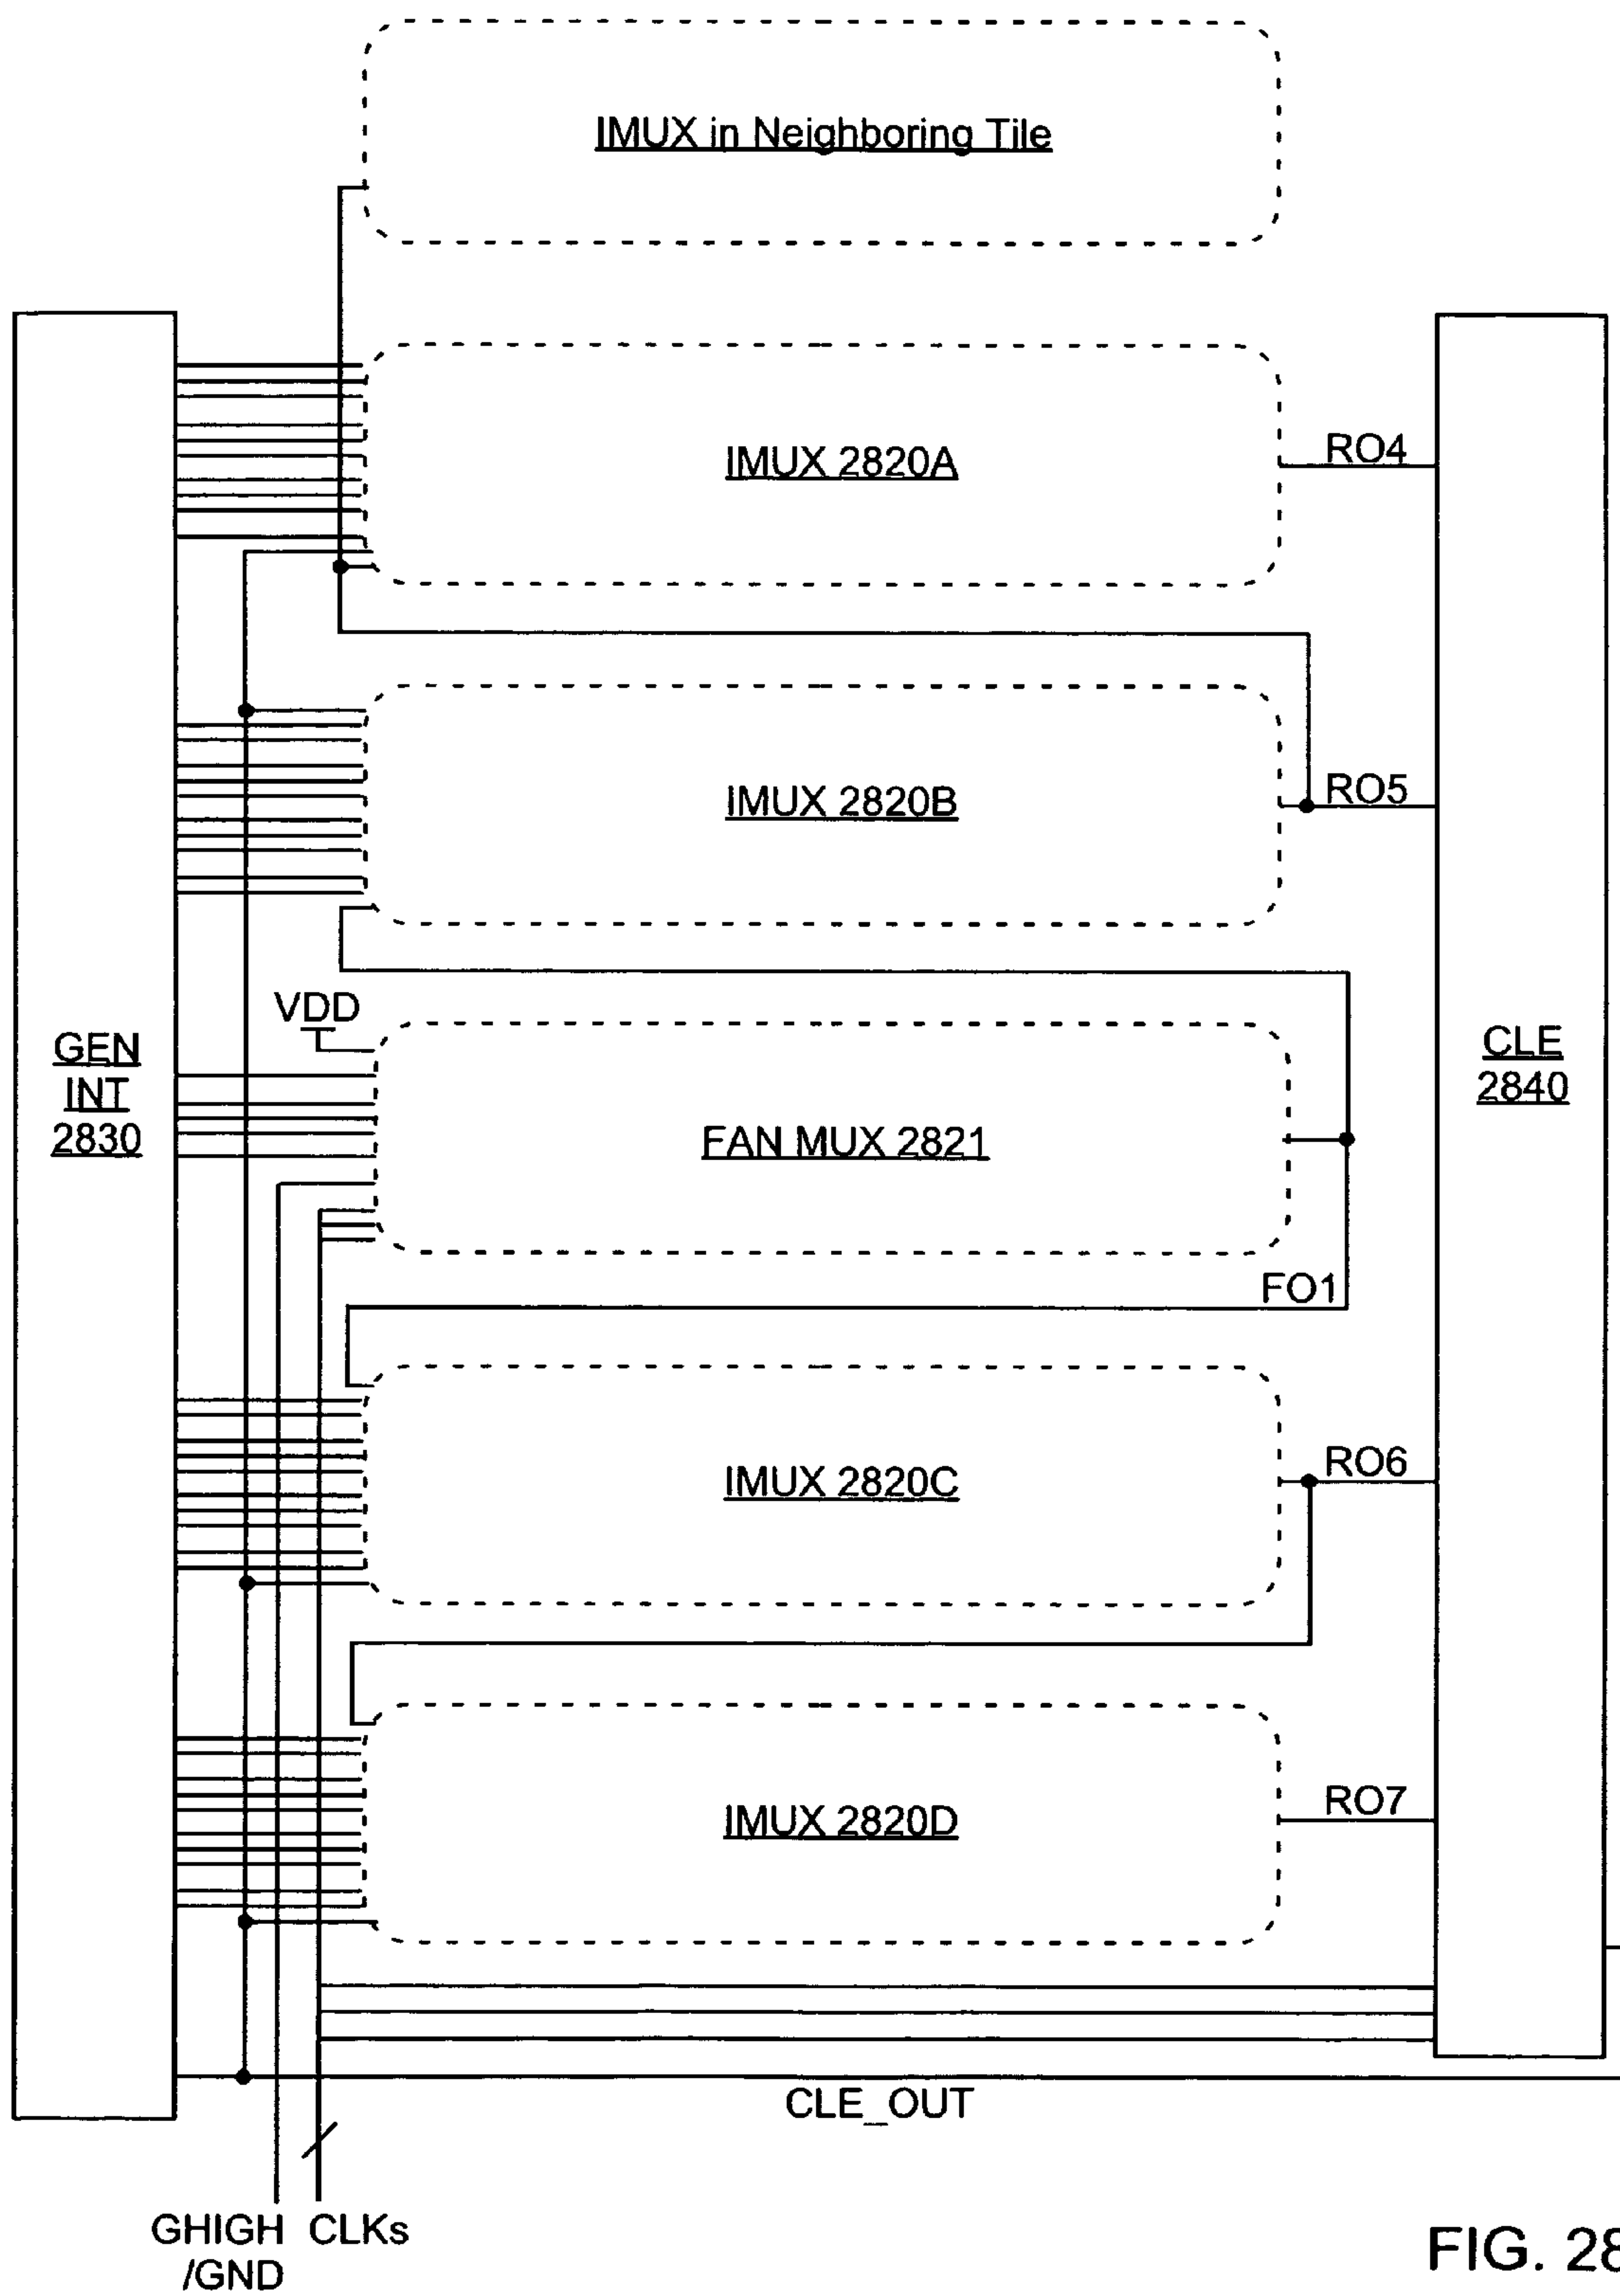 IMUX in Neighboring Tile
IMUX 2820A
RO4
IMUX 2820B
RO5
VDD
GEN
INT
2830
FAN MUX 2821
CLE
2840
FO1
IMUX 2820C
RO6
IMUX 2820D
RO7
CLE_OUT
GHIGH
/GND
CLKs
FIG. 28